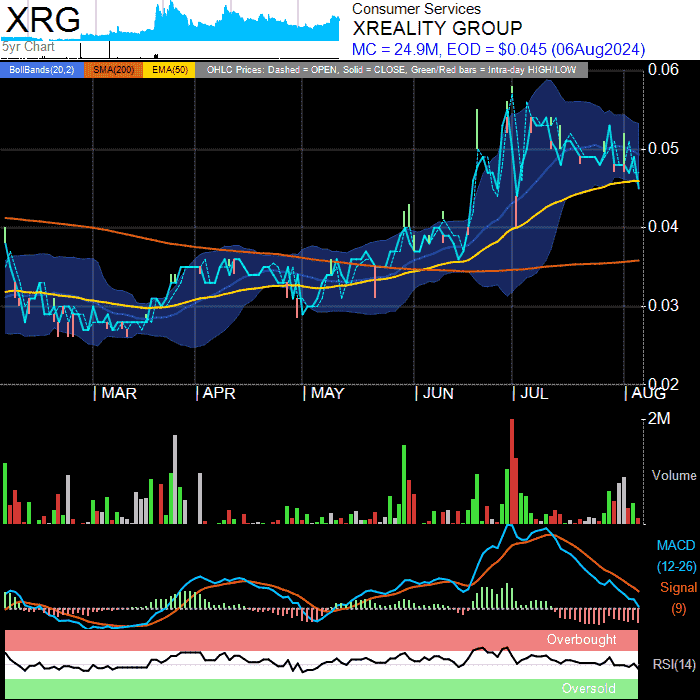 XRG
5yr Chart
Consumer Services
XREALITY GROUP
MC = 24.9M, EOD = $0.045 (06Aug2024)
BollBands(20,2) SMA(200) EMA(50) OHLC Prices: Dashed = OPEN, Solid = CLOSE, Green/Red bars = Intra-day HIGH/LOW
0.06
0.05
0.04
0.03
0.02
MAR APR MAY JUN JUL AUG
2M
Volume
MACD
(12-26)
Signal
(9)
Overbought
RSI(14)
Oversold